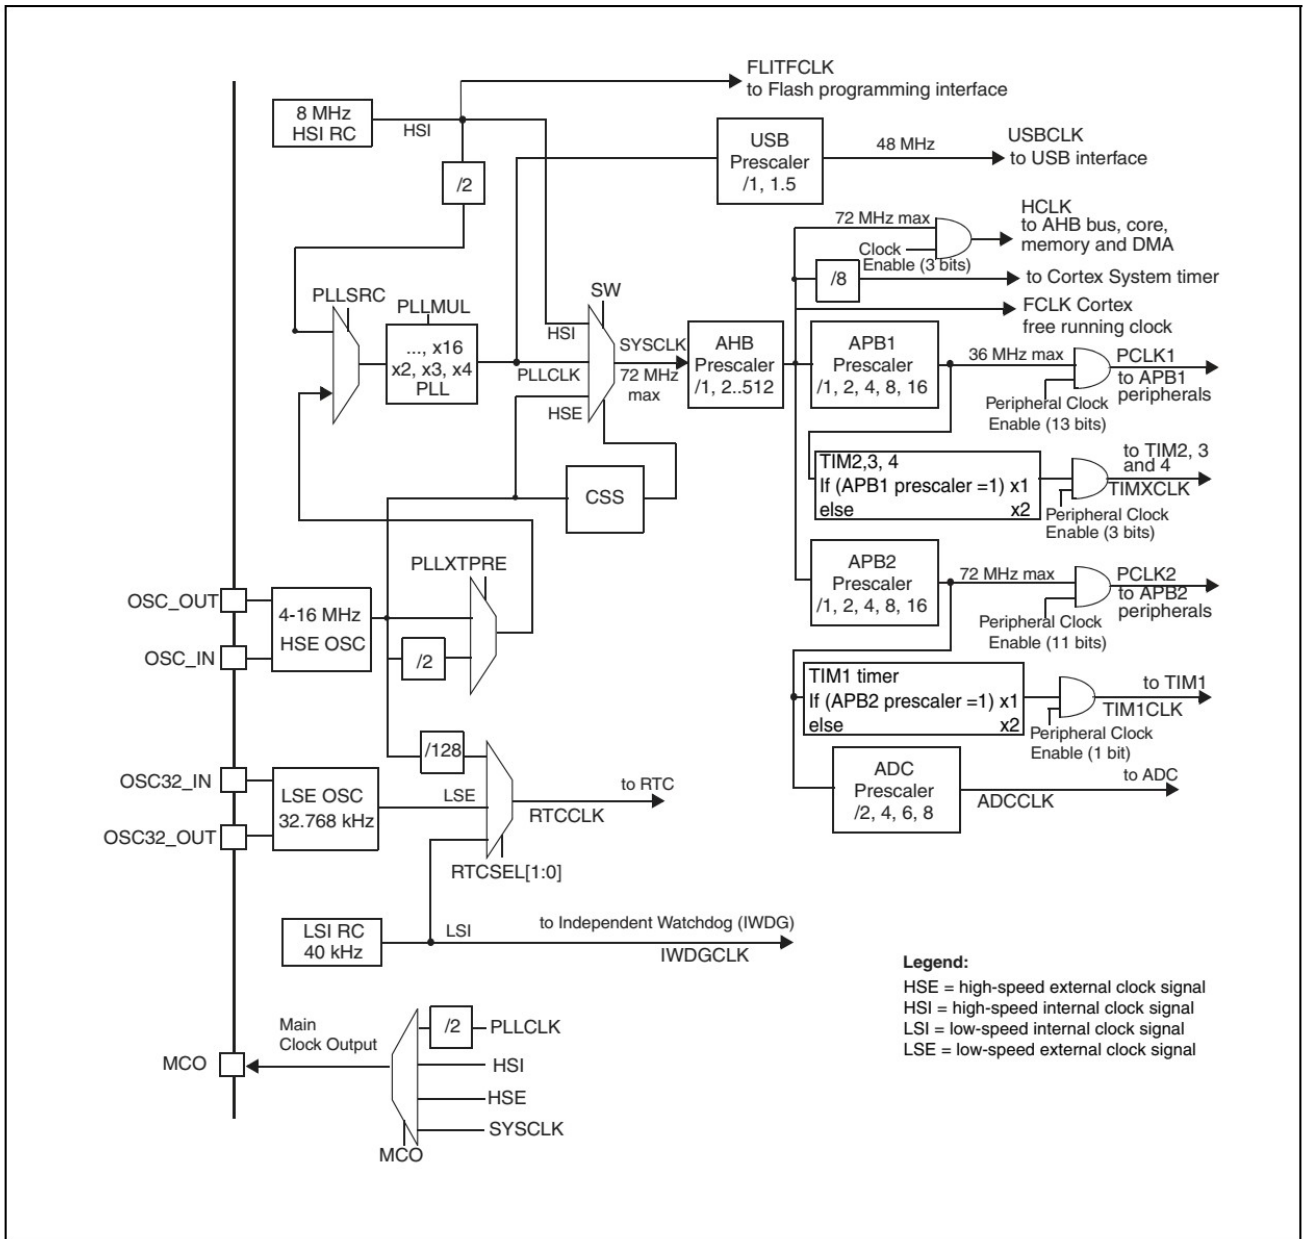 FLITFCLK
to Flash programming interface
8 MHz
HSI RC
HSI
/2
USB
Prescaler
/1, 1.5
48 MHz
USBCLK
to USB interface
72 MHz max
Clock
Enable (3 bits)
HCLK
to AHB bus, core,
memory and DMA
/8
to Cortex System timer
FCLK Cortex
free running clock
PLLSRC
PLLMUL
..., x16
x2, x3, x4
PLL
SW
HSI
PLLCLK
HSE
SYSCLK
72 MHz
max
AHB
Prescaler
/1, 2..512
APB1
Prescaler
/1, 2, 4, 8, 16
36 MHz max
PCLK1
to APB1
peripherals
Peripheral Clock
Enable (13 bits)
TIM2,3, 4
If (APB1 prescaler =1) x1
else x2
to TIM2, 3
and 4
TIMXCLK
Peripheral Clock
Enable (3 bits)
CSS
PLLXTPRE
OSC_OUT
OSC_IN
4-16 MHz
HSE OSC
/2
APB2
Prescaler
/1, 2, 4, 8, 16
72 MHz max
PCLK2
to APB2
peripherals
Peripheral Clock
Enable (11 bits)
TIM1 timer
If (APB2 prescaler =1) x1
else x2
to TIM1
TIM1CLK
Peripheral Clock
Enable (1 bit)
ADC
Prescaler
/2, 4, 6, 8
to ADC
ADCCLK
/128
OSC32_IN
OSC32_OUT
LSE OSC
32.768 kHz
LSE
to RTC
RTCCLK
RTCSEL[1:0]
LSI RC
40 kHz
LSI
to Independent Watchdog (IWDG)
IWDGCLK
Legend:
HSE = high-speed external clock signal
HSI = high-speed internal clock signal
LSI = low-speed internal clock signal
LSE = low-speed external clock signal
MCO
Main
Clock Output
/2
PLLCLK
HSI
HSE
SYSCLK
MCO